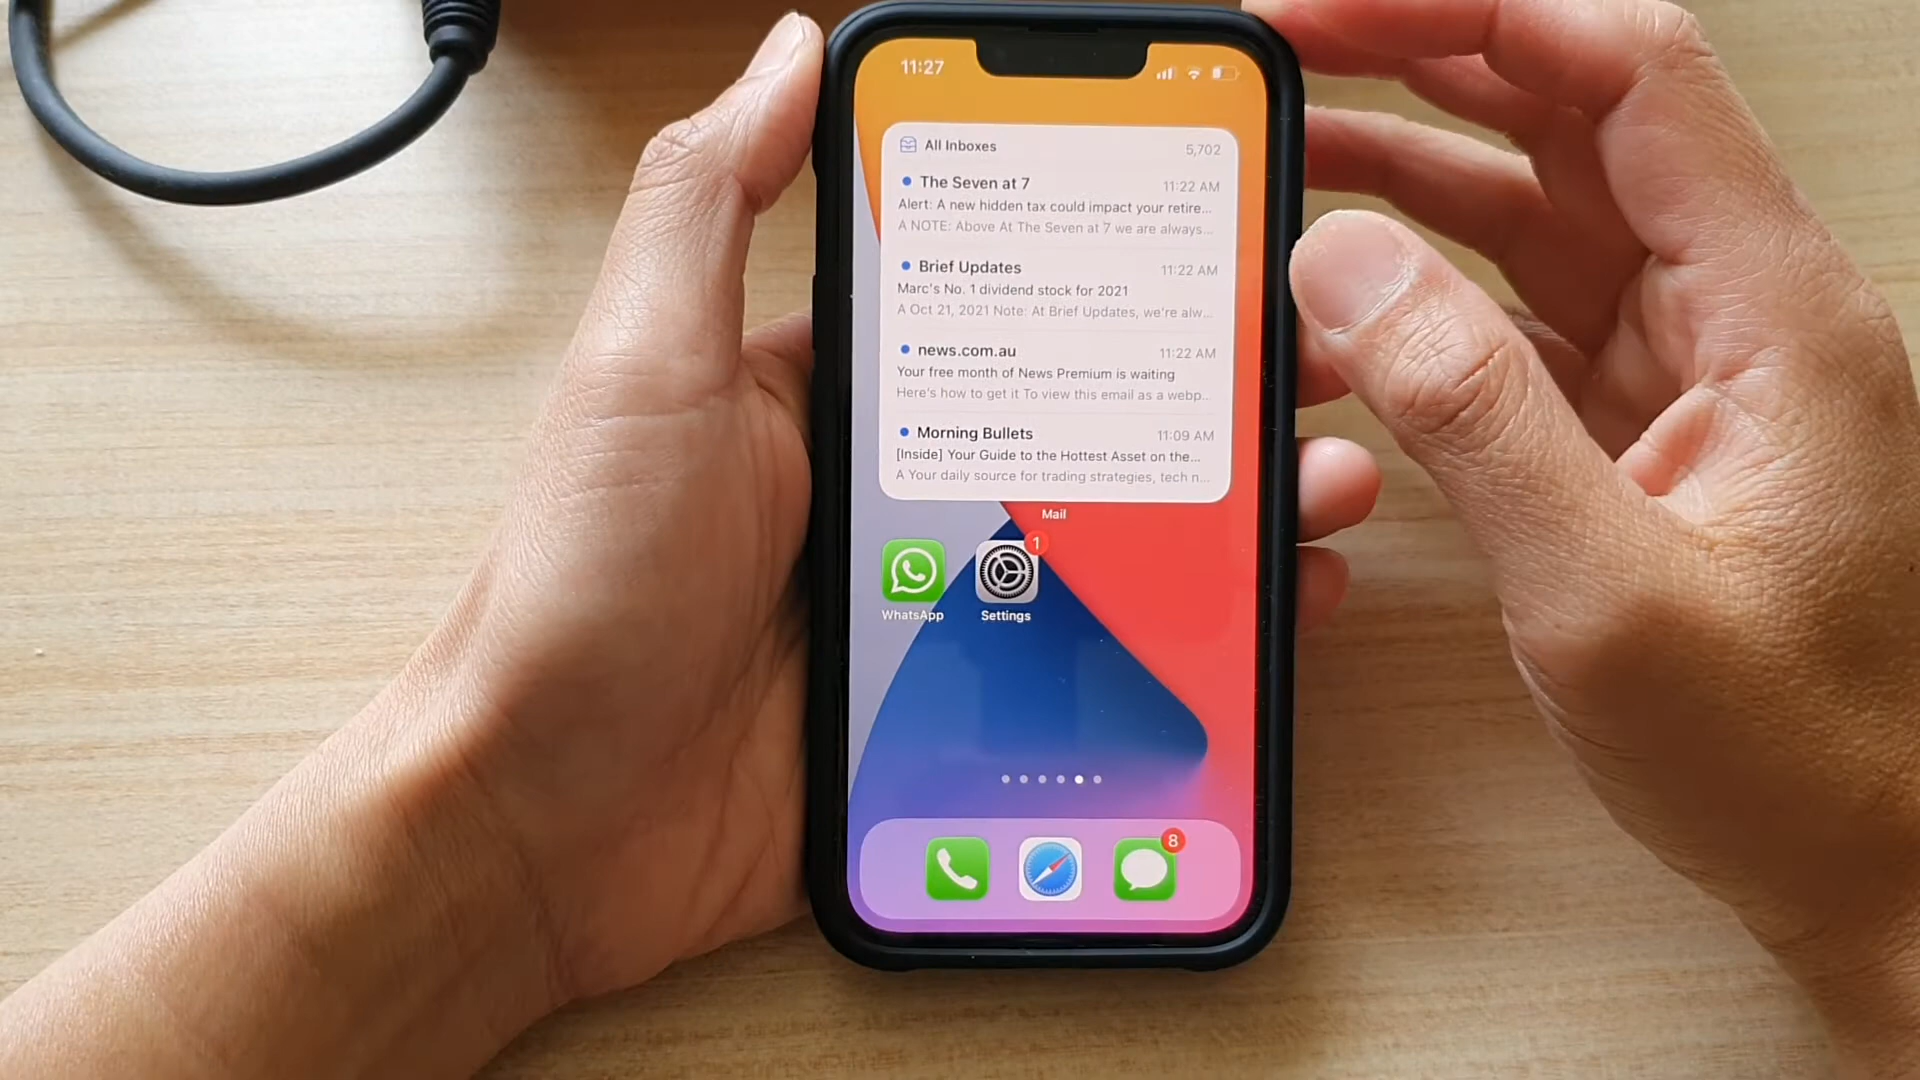 11:27
All Inboxes 5,702
The Seven at 7 11:22 AM
Alert: A new hidden tax could impact your retire...
A NOTE: Above At The Seven at 7 we are always...
Brief Updates 11:22 AM
Marc's No. 1 dividend stock for 2021
A Oct 21, 2021 Note: At Brief Updates, we're alw...
news.com.au 11:22 AM
Your free month of News Premium is waiting
Here's how to get it To view this email as a webp...
Morning Bullets 11:09 AM
[Inside] Your Guide to the Hottest Asset on the...
A Your daily source for trading strategies, tech n...
Mail
1
WhatsApp Settings
8